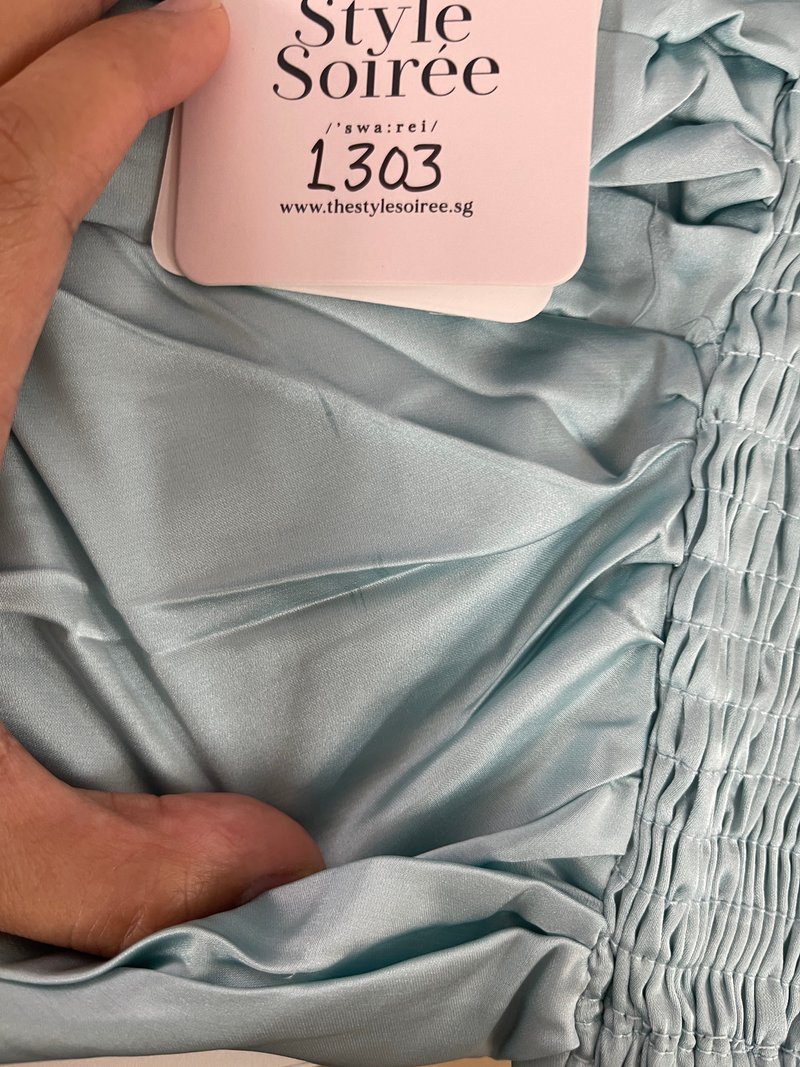 Style
Soirée
/'swa:rei/
1303
www.thestylesoiree.sg